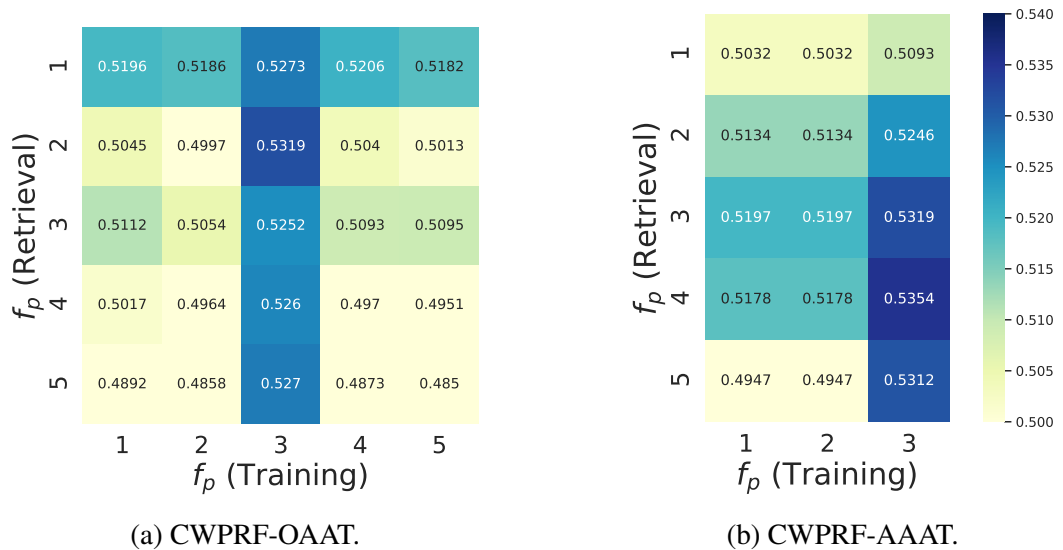 1 0.5196 0.5186 0.5273 0.5206 0.5182
2 0.5045 0.4997 0.5319 0.504 0.5013
3 0.5112 0.5054 0.5252 0.5093 0.5095
4 0.5017 0.4964 0.526 0.497 0.4951
5 0.4892 0.4858 0.527 0.4873 0.485
f_p (Retrieval)
1 2 3 4 5
f_p (Training)
(a) CWPRF-OAAT.
1 0.5032 0.5032 0.5093
2 0.5134 0.5134 0.5246
3 0.5197 0.5197 0.5319
4 0.5178 0.5178 0.5354
5 0.4947 0.4947 0.5312
f_p (Retrieval)
1 2 3
f_p (Training)
(b) CWPRF-AAAT.
0.540
0.535
0.530
0.525
0.520
0.515
0.510
0.505
0.500